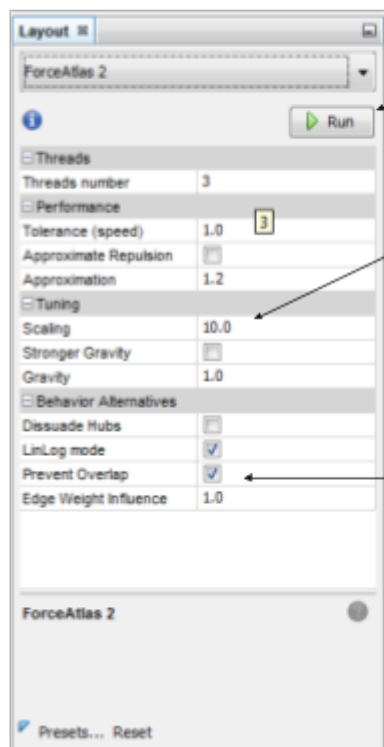 Layout
ForceAtlas 2
Run
Threads
Threads number 3
Performance
Tolerance (speed) 1.0
3
Approximate Repulsion
Approximation 1.2
Tuning
Scaling 10.0
Stronger Gravity
Gravity 1.0
Behavior Alternatives
Dissuade Hubs
LinLog mode
Prevent Overlap
Edge Weight Influence 1.0
ForceAtlas 2
Presets... Reset